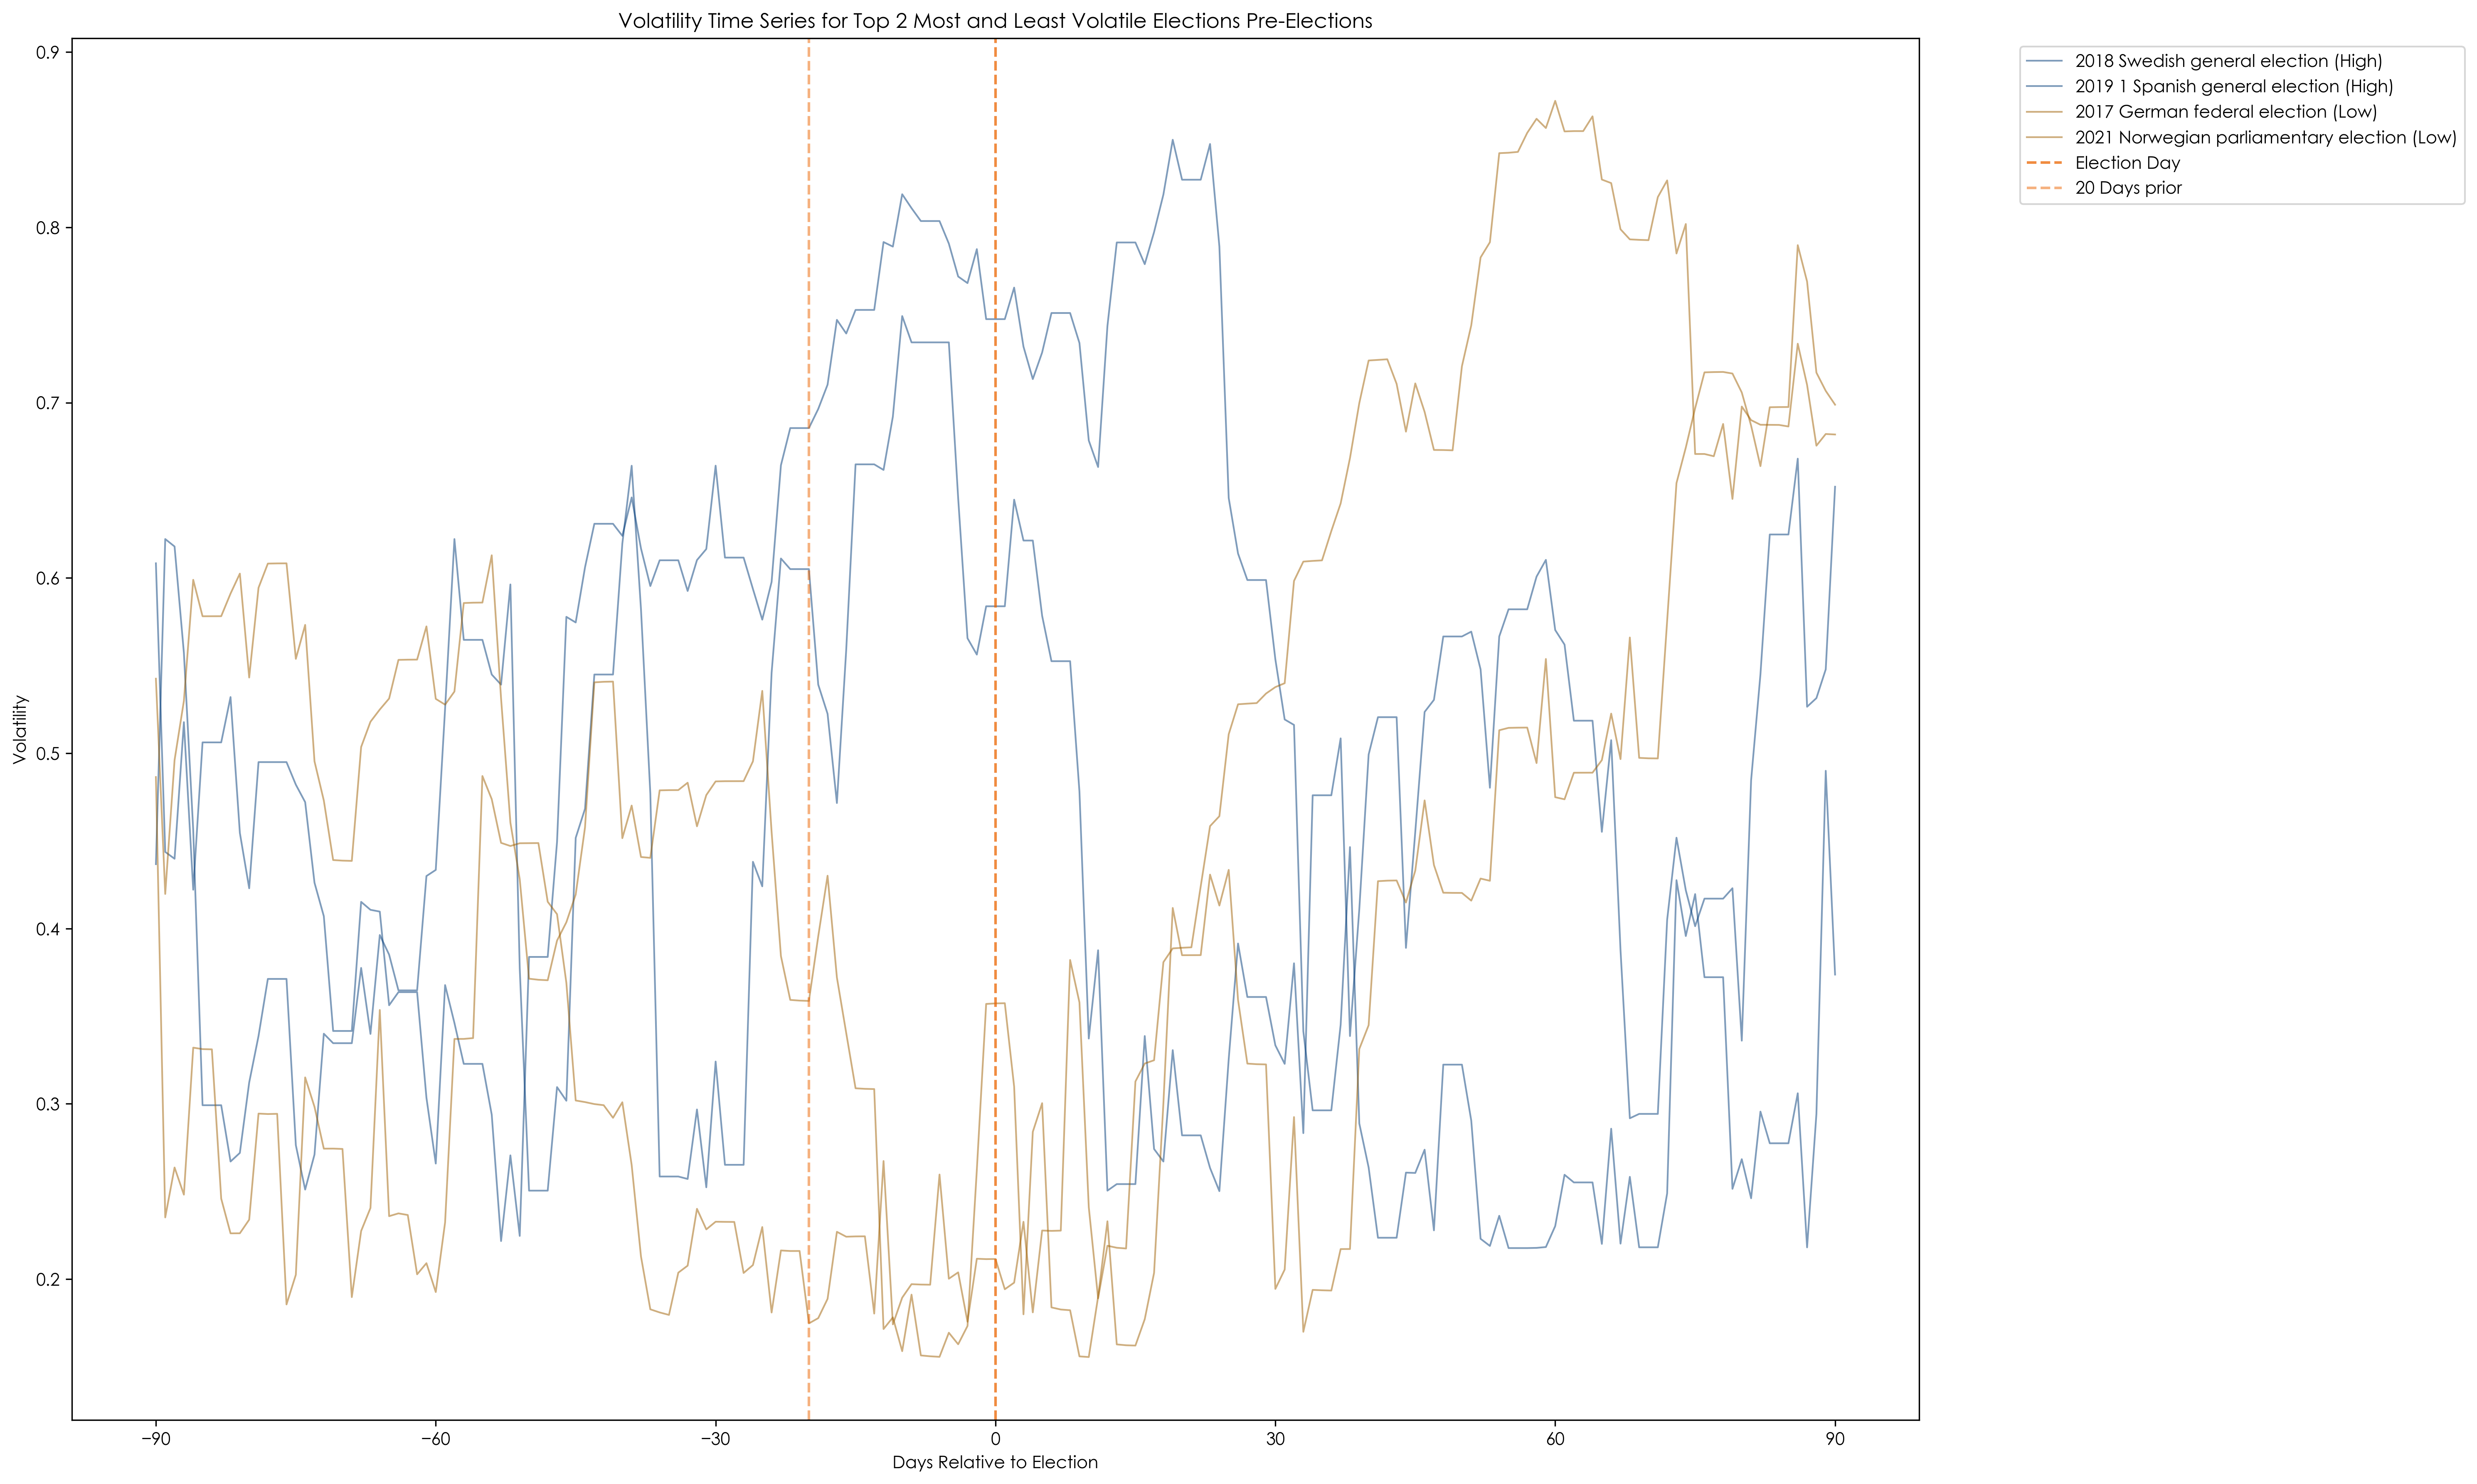 Volatility Time Series for Top 2 Most and Least Volatile Elections Pre-Elections
0.9
0.8
0.7
0.6
0.5
0.4
0.3
0.2
Volatility
−90
−60
−30
0
30
60
90
Days Relative to Election
2018 Swedish general election (High)
2019 1 Spanish general election (High)
2017 German federal election (Low)
2021 Norwegian parliamentary election (Low)
Election Day
20 Days prior